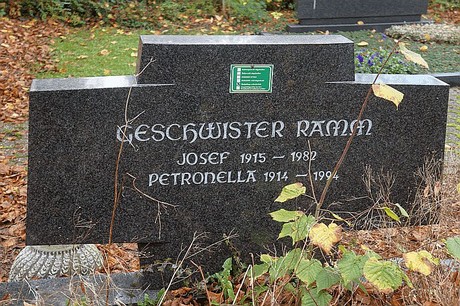 GESCHWISTER RAMM
JOSEF 1915 – 1982
PETRONELLA 1914 – 1994